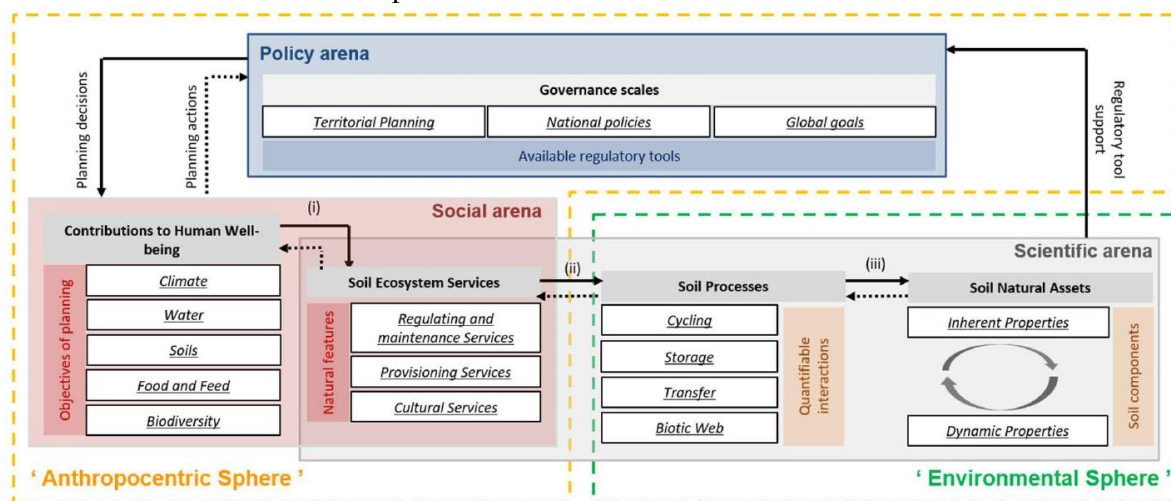 Policy arena
Governance scales
Territorial Planning
National policies
Global goals
Available regulatory tools
Planning decisions
Planning actions
Regulatory tool
support
Social arena
(i)
Contributions to Human Well-
being
Objectives of planning
Climate
Water
Soils
Food and Feed
Biodiversity
Scientific arena
Soil Ecosystem Services
Natural features
Regulating and
maintenance Services
Provisioning Services
Cultural Services
(ii)
Soil Processes
Cycling
Storage
Transfer
Biotic Web
Quantifiable
interactions
(iii)
Soil Natural Assets
Inherent Properties
Dynamic Properties
Soil components
‘ Anthropocentric Sphere ’
‘ Environmental Sphere ’